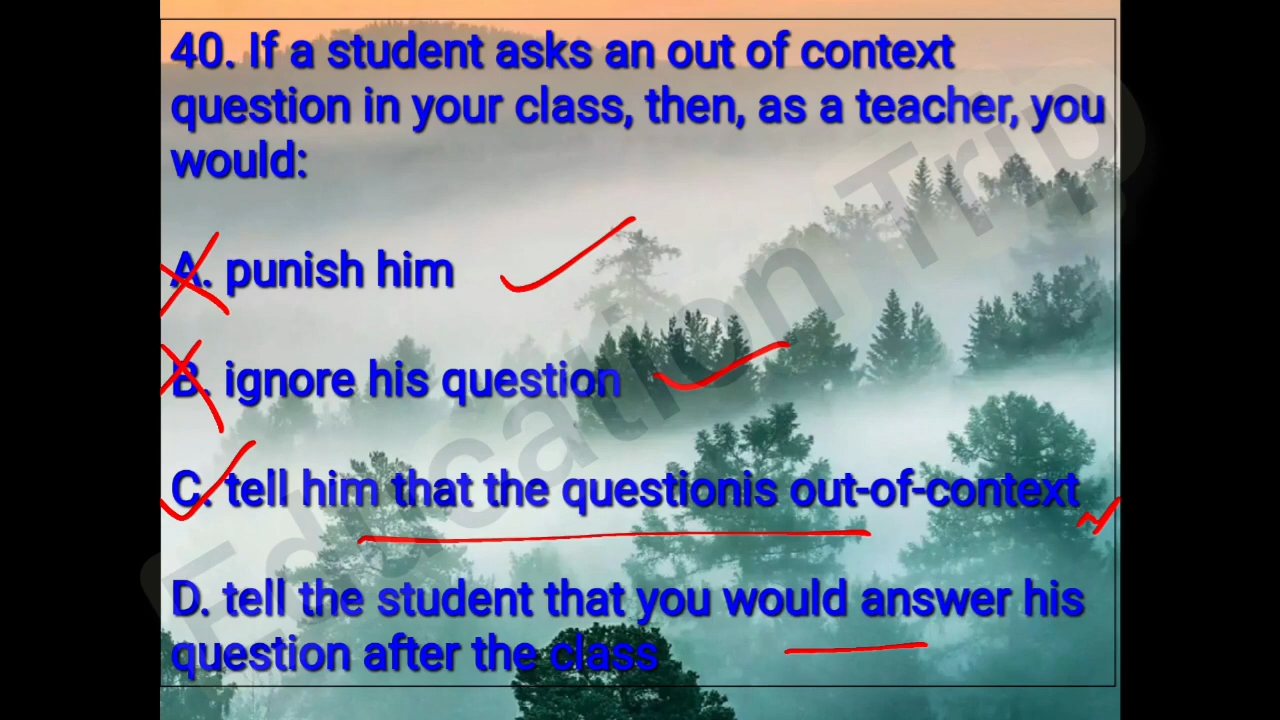 40. If a student asks an out of context
question in your class, then, as a teacher, you
would:
A. punish him
B. ignore his question
C. tell him that the questionis out-of-context
D. tell the student that you would answer his
question after the class
Education Trip